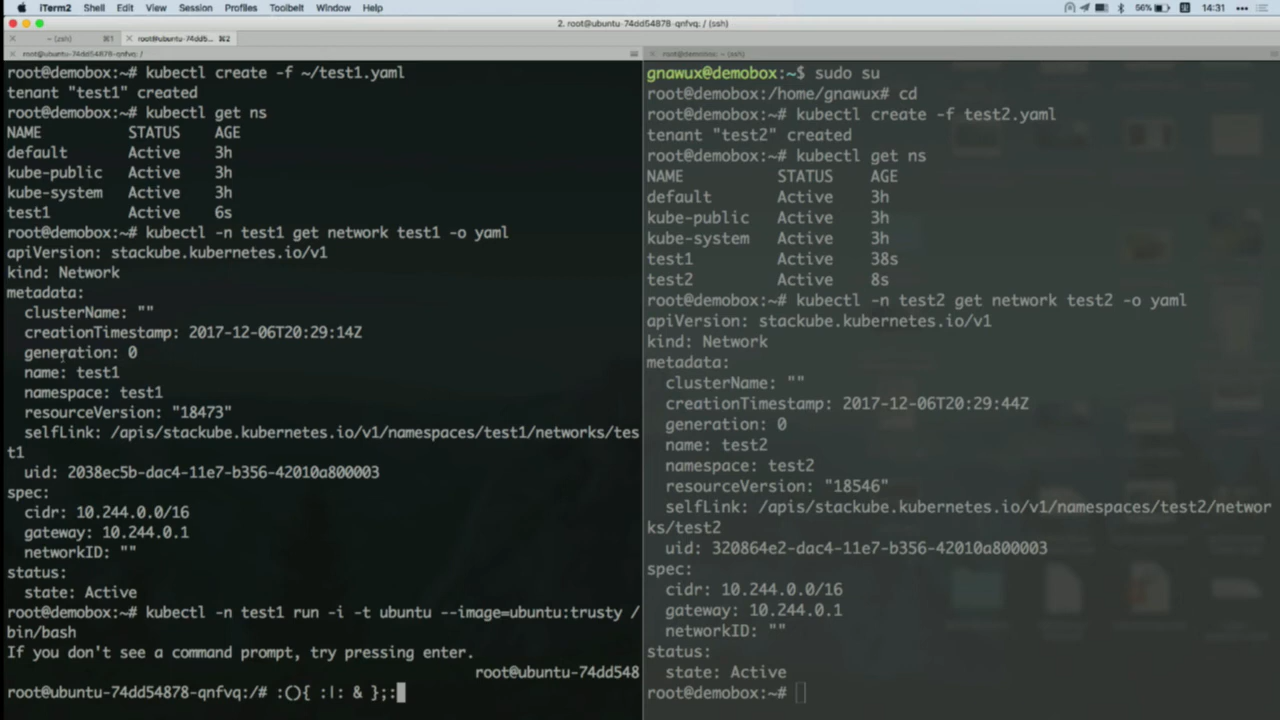 iTerm2 Shell Edit View Session Profiles Toolbelt Window Help 56% 14:31
2. root@ubuntu-74dd54878-qnfvq: / (ssh)
~ (zsh) ⌘1 root@ubuntu-74dd5... ⌘2
root@ubuntu-74dd54878-qnfvq: /
root@demobox:~# kubectl create -f ~/test1.yaml
tenant "test1" created
root@demobox:~# kubectl get ns
NAME STATUS AGE
default Active 3h
kube-public Active 3h
kube-system Active 3h
test1 Active 6s
root@demobox:~# kubectl -n test1 get network test1 -o yaml
apiVersion: stackube.kubernetes.io/v1
kind: Network
metadata:
clusterName: ""
creationTimestamp: 2017-12-06T20:29:14Z
generation: 0
name: test1
namespace: test1
resourceVersion: "18473"
selfLink: /apis/stackube.kubernetes.io/v1/namespaces/test1/networks/tes
t1
uid: 2038ec5b-dac4-11e7-b356-42010a800003
spec:
cidr: 10.244.0.0/16
gateway: 10.244.0.1
networkID: ""
status:
state: Active
root@demobox:~# kubectl -n test1 run -i -t ubuntu --image=ubuntu:trusty /
bin/bash
If you don't see a command prompt, try pressing enter.
root@ubuntu-74dd548
root@ubuntu-74dd54878-qnfvq:/# :(){ :|: & };:
root@demobox: ~ (ssh)
gnawux@demobox:~$ sudo su
root@demobox:/home/gnawux# cd
root@demobox:~# kubectl create -f test2.yaml
tenant "test2" created
root@demobox:~# kubectl get ns
NAME STATUS AGE
default Active 3h
kube-public Active 3h
kube-system Active 3h
test1 Active 38s
test2 Active 8s
root@demobox:~# kubectl -n test2 get network test2 -o yaml
apiVersion: stackube.kubernetes.io/v1
kind: Network
metadata:
clusterName: ""
creationTimestamp: 2017-12-06T20:29:44Z
generation: 0
name: test2
namespace: test2
resourceVersion: "18546"
selfLink: /apis/stackube.kubernetes.io/v1/namespaces/test2/networ
ks/test2
uid: 320864e2-dac4-11e7-b356-42010a800003
spec:
cidr: 10.244.0.0/16
gateway: 10.244.0.1
networkID: ""
status:
state: Active
root@demobox:~#